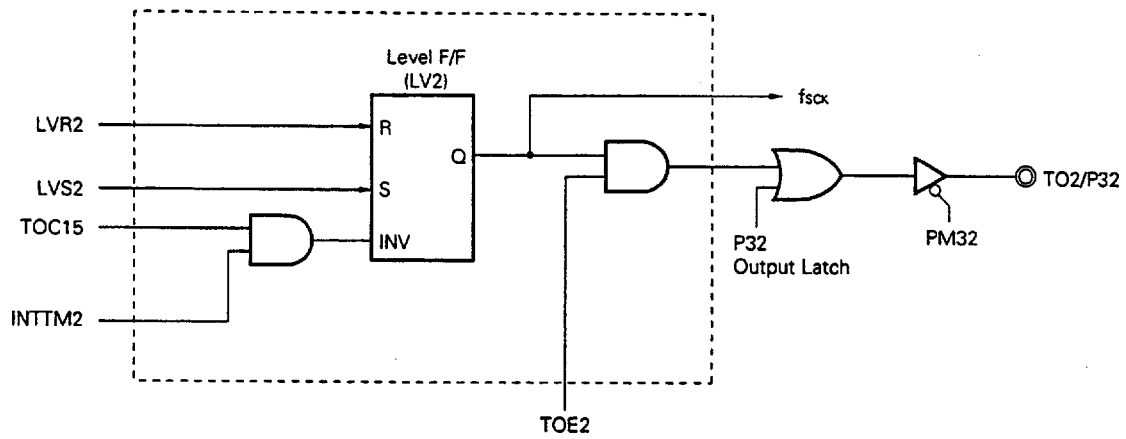 Level F/F
(LV2)
fSCK
LVR2
R
Q
LVS2
S
TO2/P32
TOC15
INV
P32
Output Latch
PM32
INTTM2
TOE2